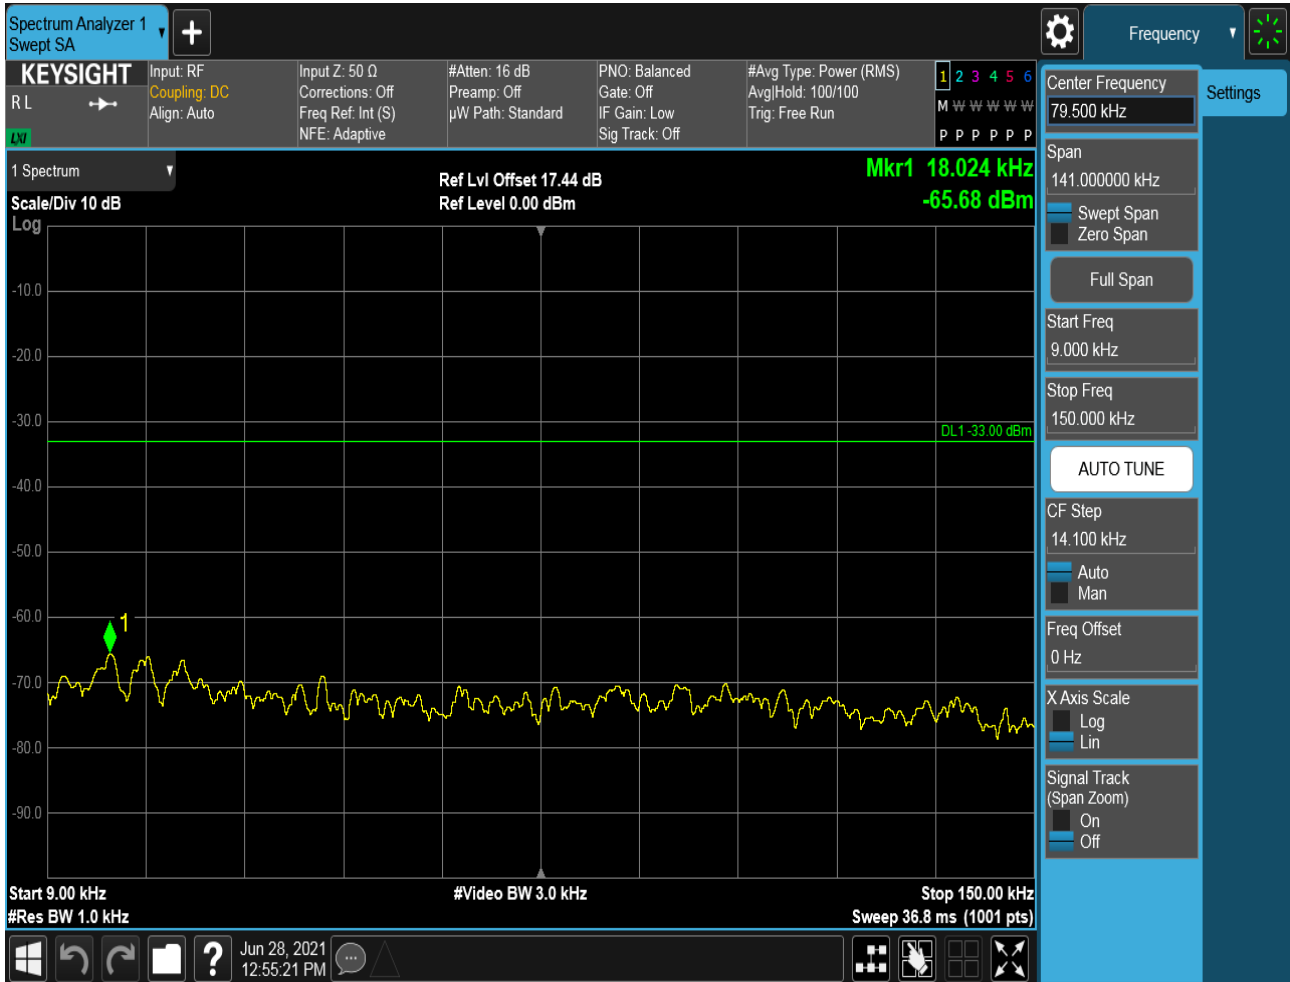 Spectrum Analyzer 1
Swept SA
Frequency
KEYSIGHT
R L
LXI
Input: RF
Coupling: DC
Align: Auto
Input Z: 50 Ω
Corrections: Off
Freq Ref: Int (S)
NFE: Adaptive
#Atten: 16 dB
Preamp: Off
µW Path: Standard
PNO: Balanced
Gate: Off
IF Gain: Low
Sig Track: Off
#Avg Type: Power (RMS)
Avg|Hold: 100/100
Trig: Free Run
1 2 3 4 5 6
M W W W W W
P P P P P P
1 Spectrum
Scale/Div 10 dB
Log
Ref Lvl Offset 17.44 dB
Ref Level 0.00 dBm
Mkr1 18.024 kHz
-65.68 dBm
-10.0
-20.0
-30.0
DL1 -33.00 dBm
-40.0
-50.0
-60.0
1
-70.0
-80.0
-90.0
Start 9.00 kHz
#Res BW 1.0 kHz
#Video BW 3.0 kHz
Stop 150.00 kHz
Sweep 36.8 ms (1001 pts)
Jun 28, 2021
12:55:21 PM
?
Center Frequency
79.500 kHz
Settings
Span
141.000000 kHz
Swept Span
Zero Span
Full Span
Start Freq
9.000 kHz
Stop Freq
150.000 kHz
AUTO TUNE
CF Step
14.100 kHz
Auto
Man
Freq Offset
0 Hz
X Axis Scale
Log
Lin
Signal Track
(Span Zoom)
On
Off